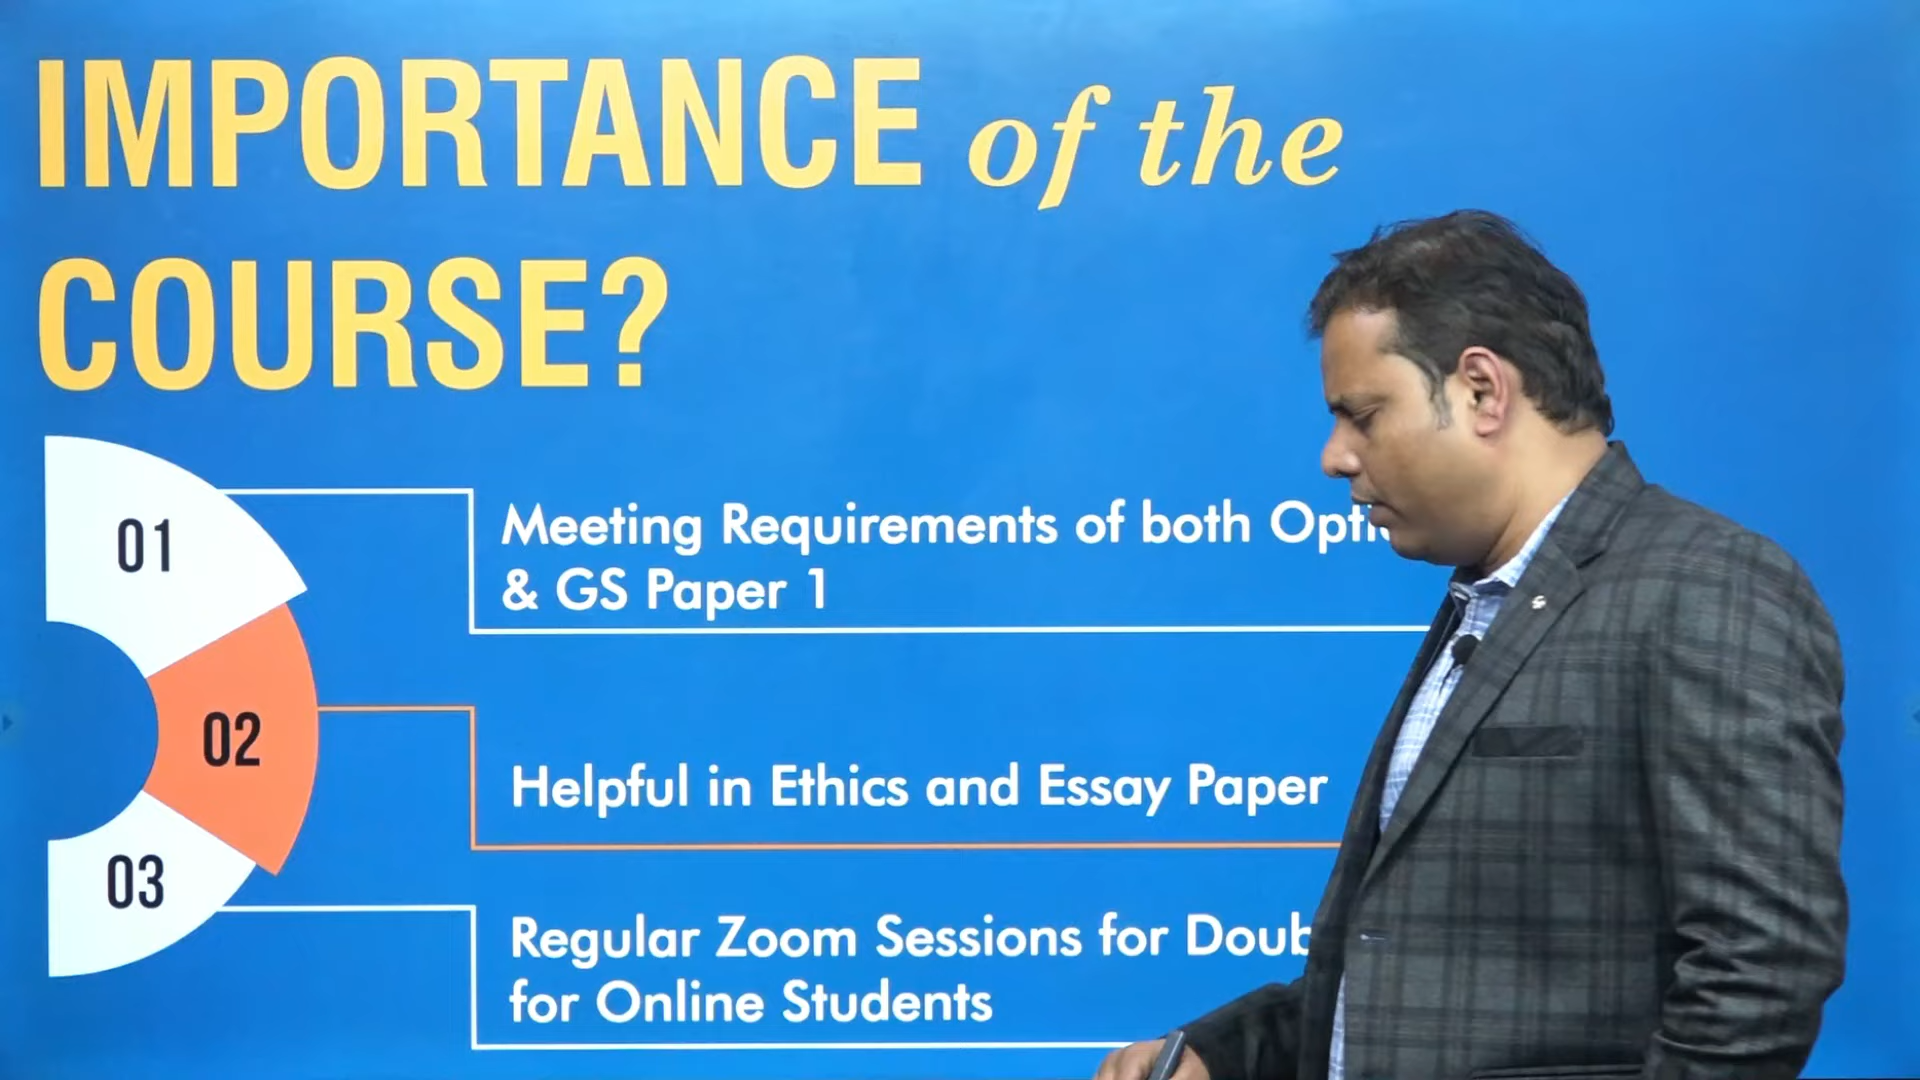 IMPORTANCE of the
COURSE?
01
Meeting Requirements of both
& GS Paper 1
02
Helpful in Ethics and Essay Paper
03
Regular Zoom Sessions for
for Online Students